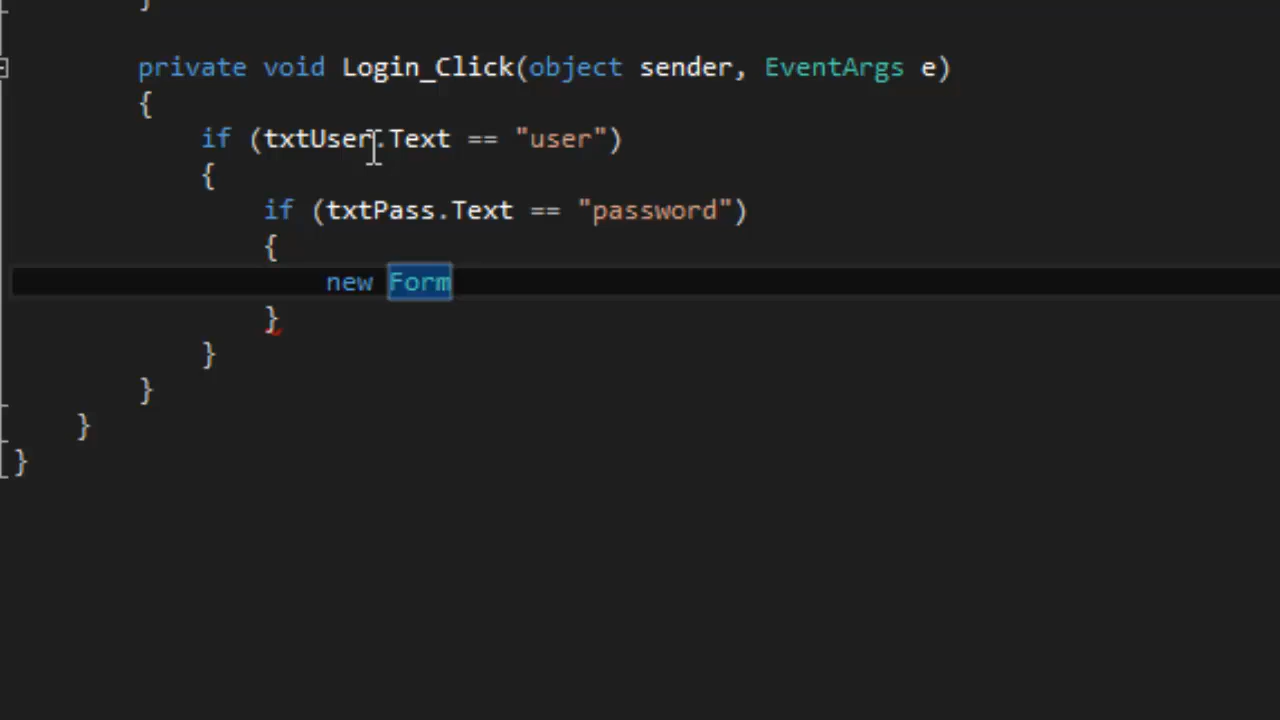 }
private void Login_Click(object sender, EventArgs e)
{
if (txtUser.Text == "user")
{
if (txtPass.Text == "password")
{
new Form
}
}
}
}
}